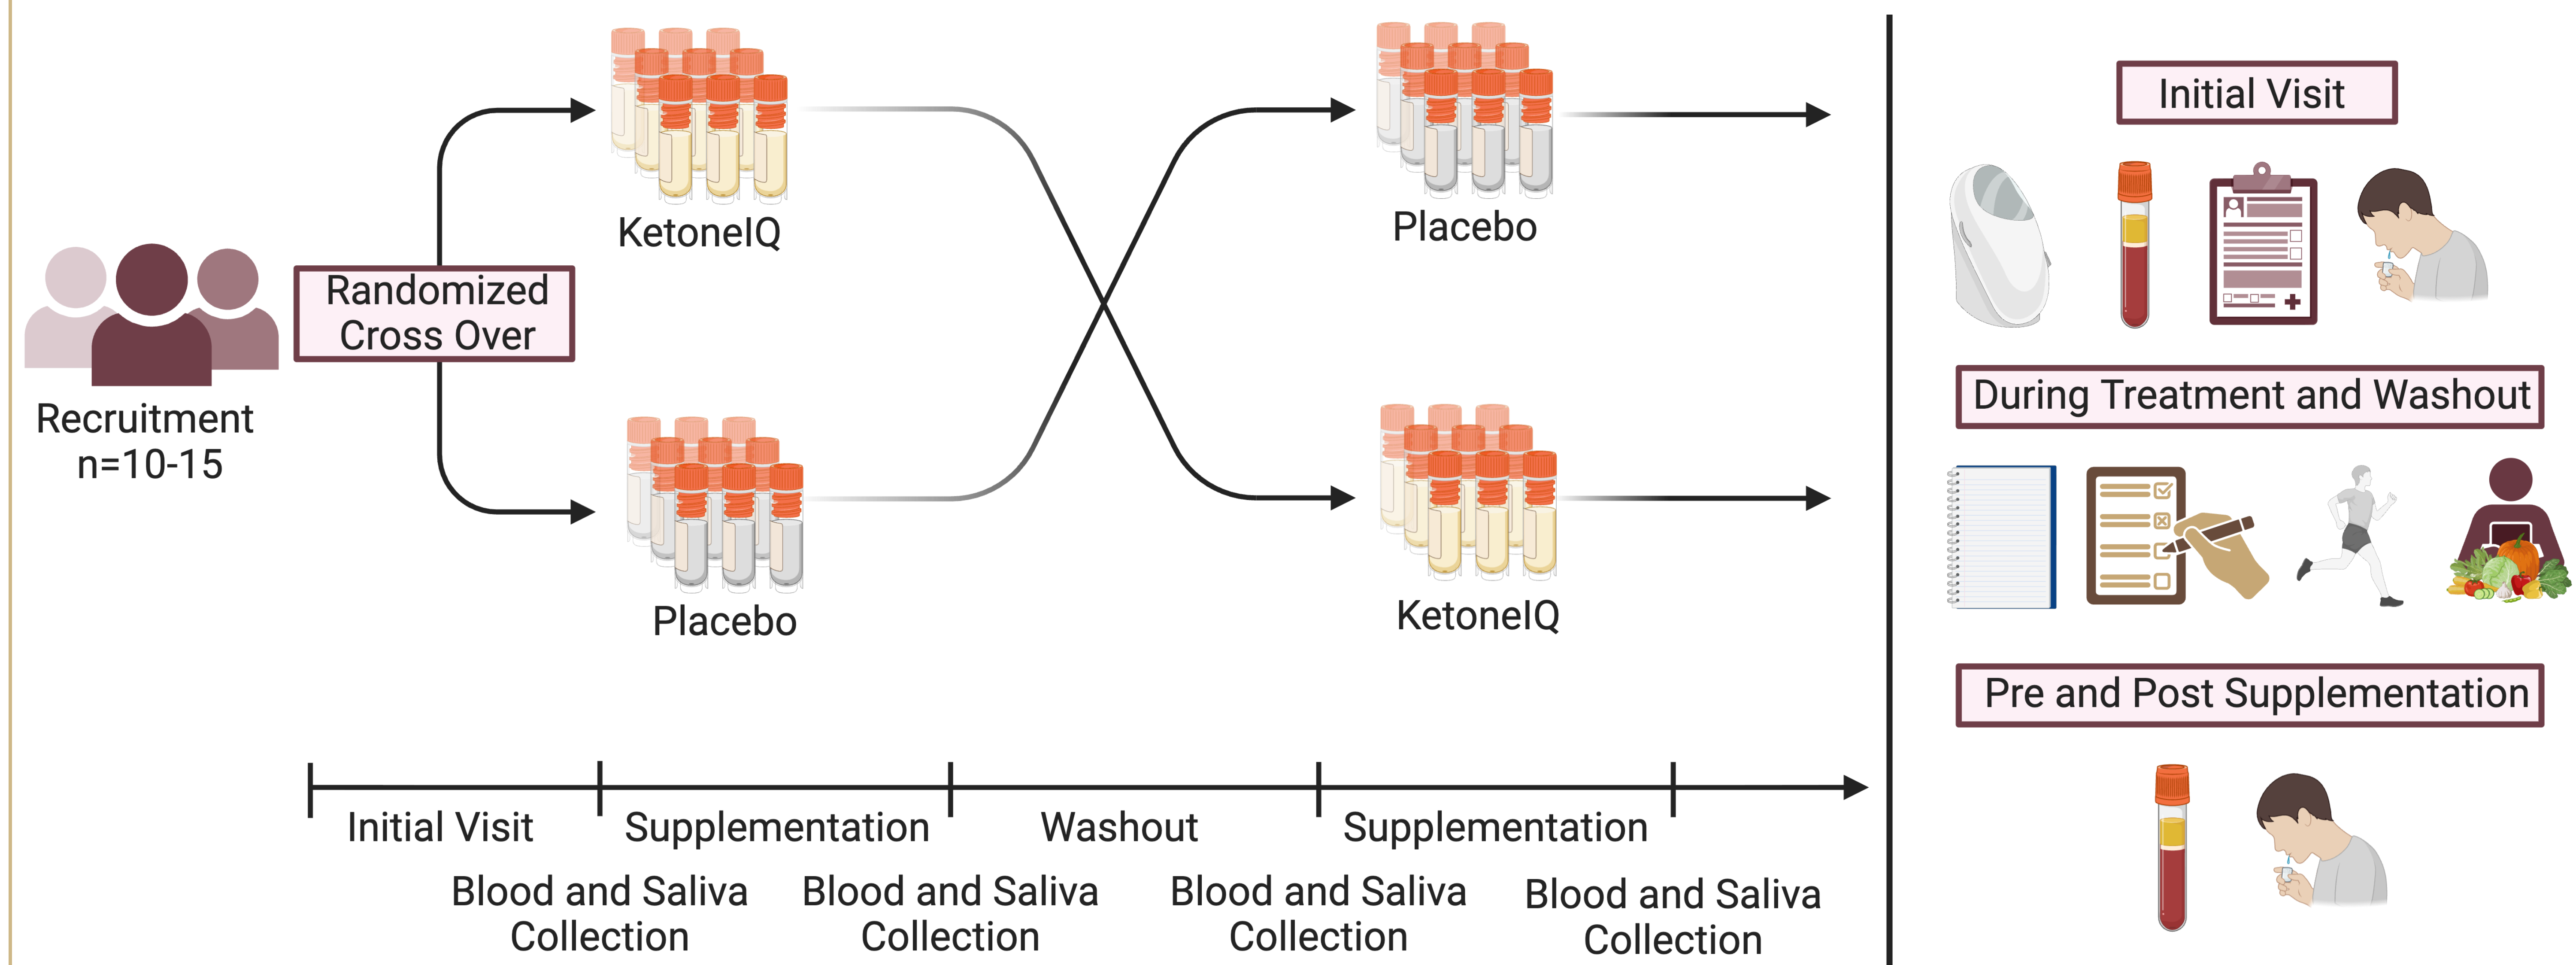 Recruitment
n=10-15
Randomized
Cross Over
KetoneIQ
Placebo
Placebo
KetoneIQ
Initial Visit
Supplementation
Washout
Supplementation
Blood and Saliva
Collection
Blood and Saliva
Collection
Blood and Saliva
Collection
Blood and Saliva
Collection
Initial Visit
During Treatment and Washout
Pre and Post Supplementation